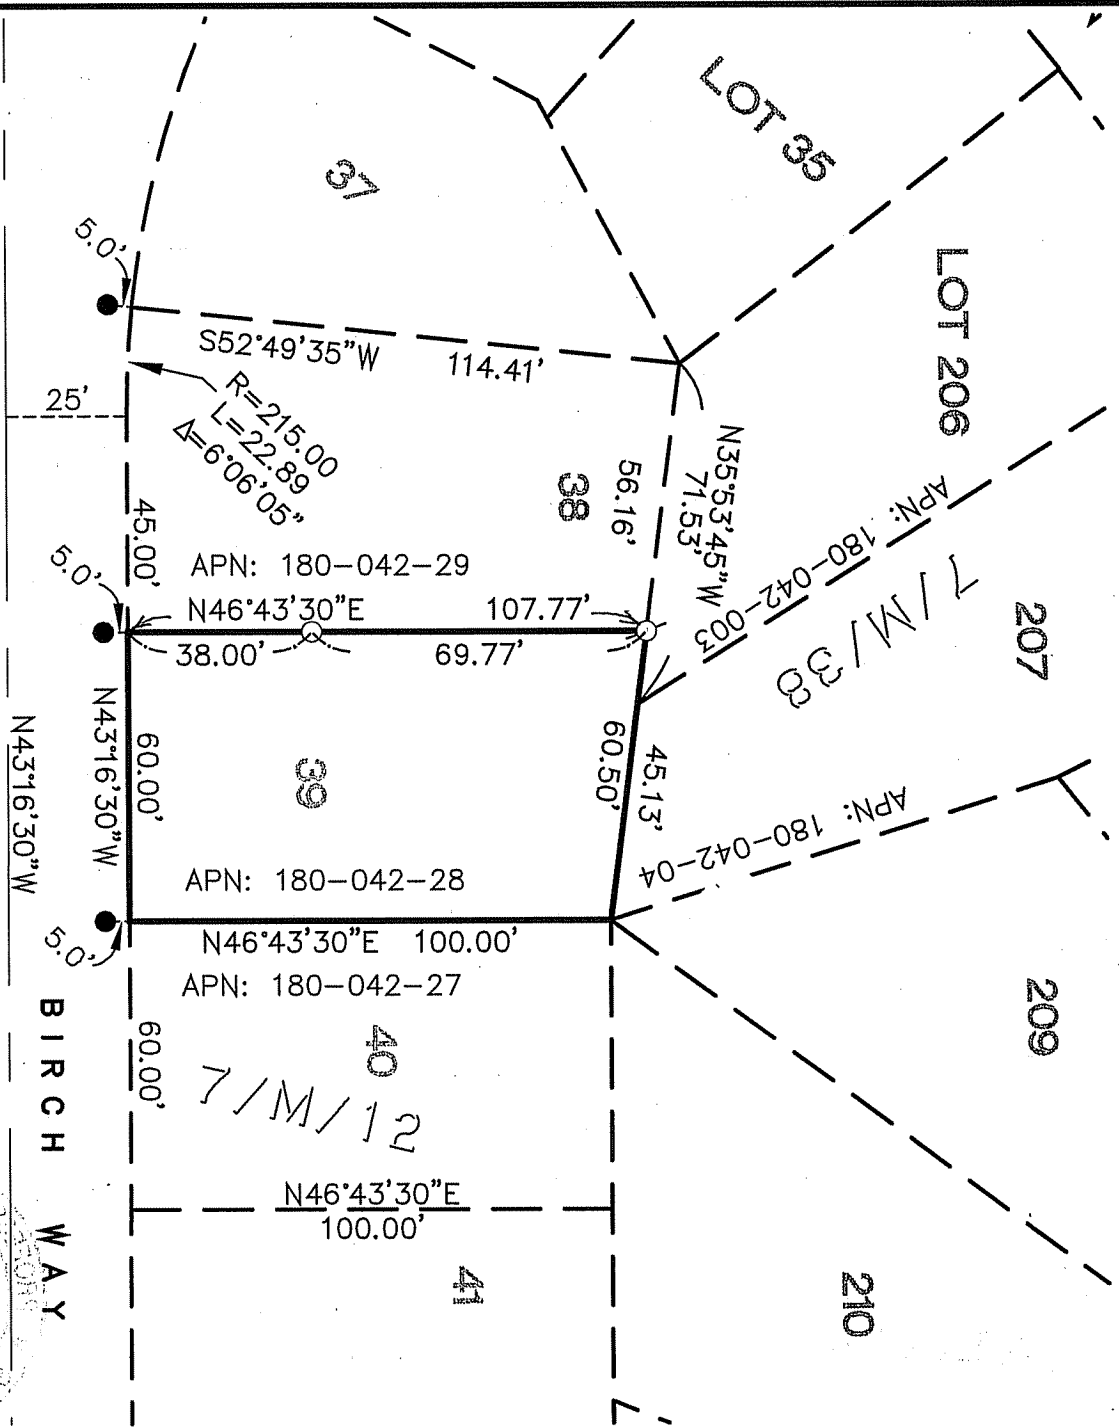 LOT 35
37
LOT 206
5.0'
S52°49'35"W 114.41'
25'
R=215.00
L=22.89
Δ=6°06'05"
N35°53'45"W
71.53'
56.16'
38
45.00'
APN: 180-042-003
7/M/38
207
APN: 180-042-29
5.0'
N46°43'30"E 107.77'
38.00' 69.77'
N43°16'30"W
N43°16'30"W
60.00'
39
60.50'
45.13'
APN: 180-042-04
APN: 180-042-28
N46°43'30"E 100.00'
5.0'
APN: 180-042-27
209
40
60.00'
7/M/12
BIRCH WAY
N46°43'30"E
100.00'
41
210